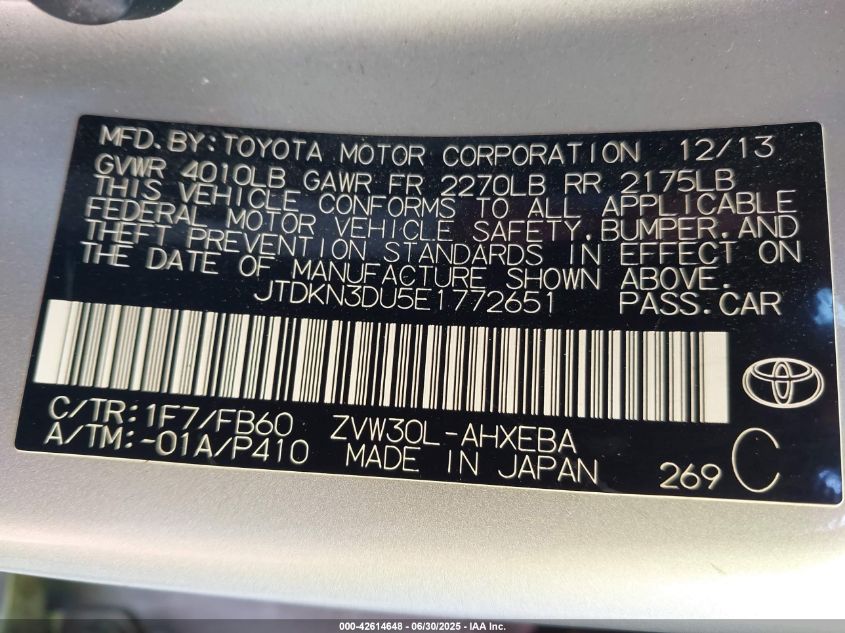 MFD.BY:TOYOTA MOTOR CORPORATION 12/13
GVWR 4010LB GAWR FR 2270LB RR 2175LB
THIS VEHICLE CONFORMS TO ALL APPLICABLE
FEDERAL MOTOR VEHICLE SAFETY,BUMPER,AND
THEFT PREVENTION STANDARDS IN EFFECT ON
THE DATE OF MANUFACTURE SHOWN ABOVE.
JTDKN3DU5E1772651 PASS.CAR
C/TR:1F7/FB60 ZVW30L-AHXEBA
A/TM:-01A/P410 MADE IN JAPAN 269 C
000-42614648 - 06/30/2025 - IAA Inc.